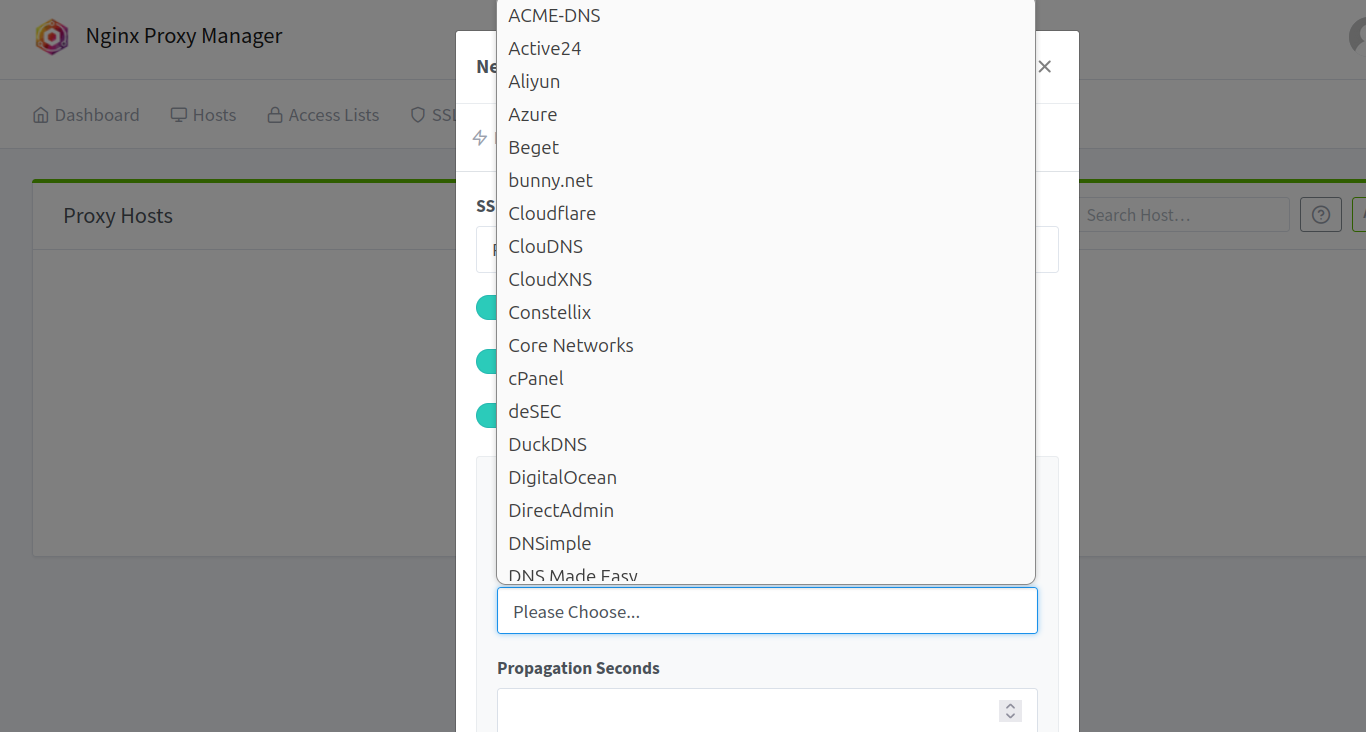 Nginx Proxy Manager
Dashboard
Hosts
Access Lists
SSL
Proxy Hosts
Search Host…
Ne
SS
ACME-DNS
Active24
Aliyun
Azure
Beget
bunny.net
Cloudflare
ClouDNS
CloudXNS
Constellix
Core Networks
cPanel
deSEC
DuckDNS
DigitalOcean
DirectAdmin
DNSimple
DNS Made Easy
Please Choose...
Propagation Seconds